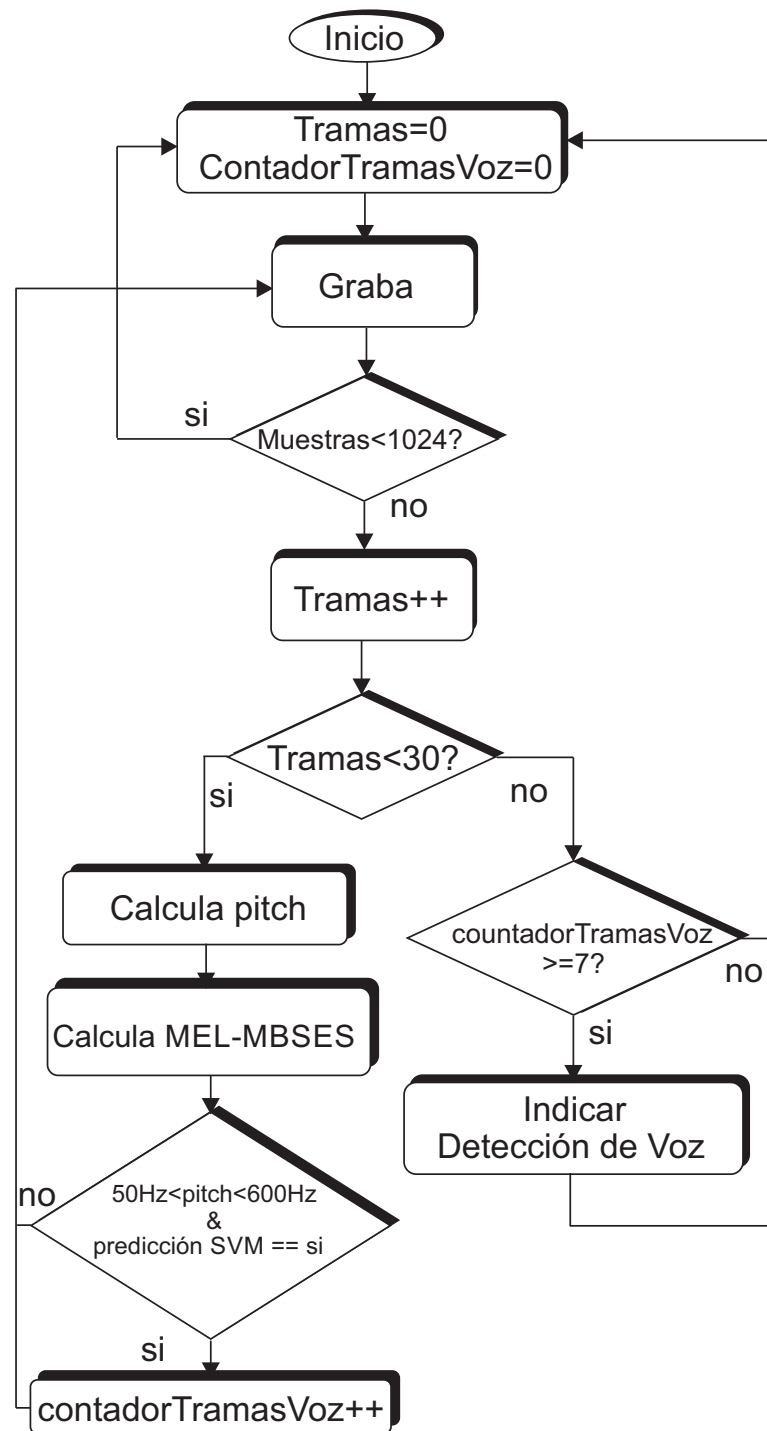 Inicio
Tramas=0
ContadorTramasVoz=0
Graba
si
Muestras<1024?
no
Tramas++
Tramas<30?
si
no
Calcula pitch
countadorTramasVoz
>=7?
no
Calcula MEL-MBSES
si
Indicar
Detección de Voz
no
50Hz<pitch<600Hz
&
predicción SVM == si
si
contadorTramasVoz++